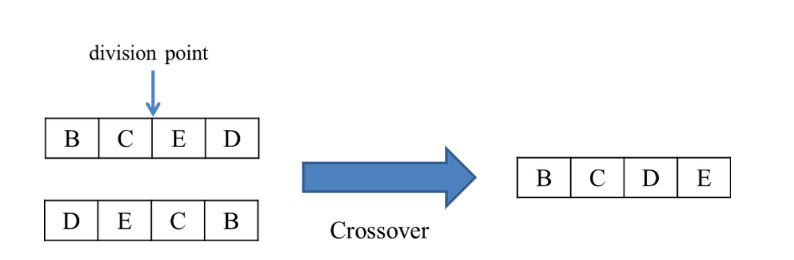 division point
B C E D
D E C B
Crossover
B C D E